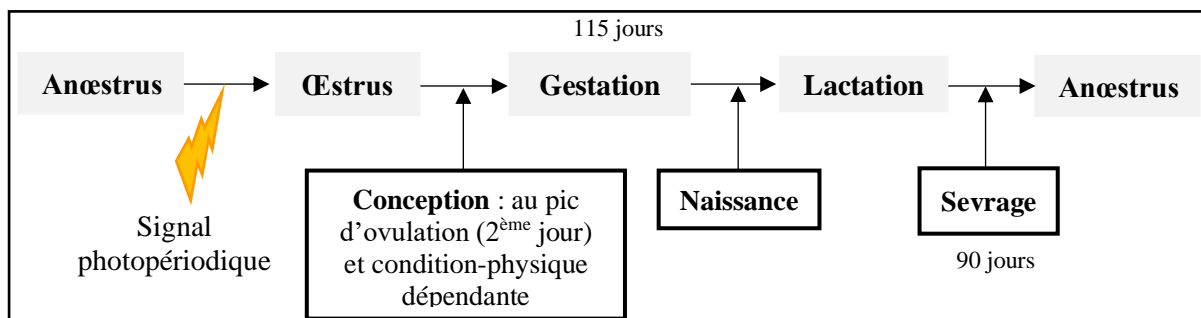 115 jours
Anœstrus
Œstrus
Gestation
Lactation
Anœstrus
Signal
photopériodique
Conception : au pic
d’ovulation (2ème jour)
et condition-physique
dépendante
Naissance
Sevrage
90 jours